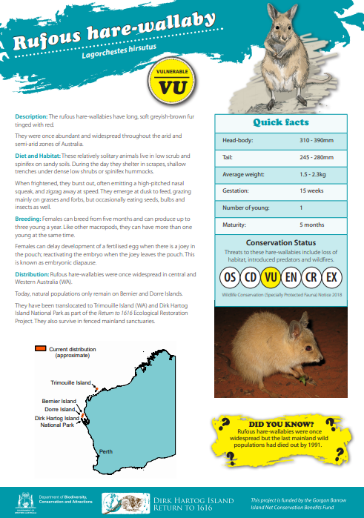 Rufous hare-wallaby
Lagorchestes hirsutus
VULNERABLE
VU
Description: The rufous hare-wallabies have long, soft greyish-brown fur
tinged with red.
They were once abundant and widespread throughout the arid and
semi arid zones of Australia.
Diet and Habitat: These relatively solitary animals live in low scrub and
spinifex on sandy soils. During the day they shelter in scrapes, shallow
trenches under dense low shrubs or spinifex hummocks.
When frightened, they burst out, often emitting a high-pitched nasal
squeak, and zigzag away at speed. They emerge at dusk to feed, grazing
mainly on grasses and forbs, but occasionally eating seeds, bulbs and
insects as well.
Breeding: Females can breed from five months and can produce up to
three young a year. Like other macropods, they can have more than one
young at the same time.
Females can delay development of a fertilised egg when there is a joey in
the pouch; reactivating the embryo when the joey leaves the pouch. This
is known as embryonic diapause.
Distribution: Rufous hare-wallabies were once widespread in central and
Western Australia (WA).
Today, natural populations only remain on Bernier and Dorre Islands.
They have been translocated to Trimouille Island (WA) and Dirk Hartog
Island National Park as part of the Return to 1616 Ecological Restoration
Project. They also survive in fenced mainland sanctuaries.
Quick facts
Head-body: 310 - 390mm
Tail: 245 - 280mm
Average weight: 1.5 - 2.3kg
Gestation: 15 weeks
Number of young: 1
Maturity: 5 months
Conservation Status
Threats to these hare-wallabies include loss of
habitat, introduced predators and wildfires.
OS CD VU EN CR EX
Wildlife Conservation (Specially Protected Fauna) Notice 2018
Current distribution
(approximate)
Trimouille Island
Bernier Island
Dorre Island
Dirk Hartog Island
National Park
Perth
DID YOU KNOW?
Rufous hare-wallabies were once
widespread but the last mainland wild
populations had died out by 1991.
Department of Biodiversity,
Conservation and Attractions
DIRK HARTOG ISLAND
RETURN TO 1616
This project is funded by the Gorgon Barrow
Island Net Conservation Benefits Fund